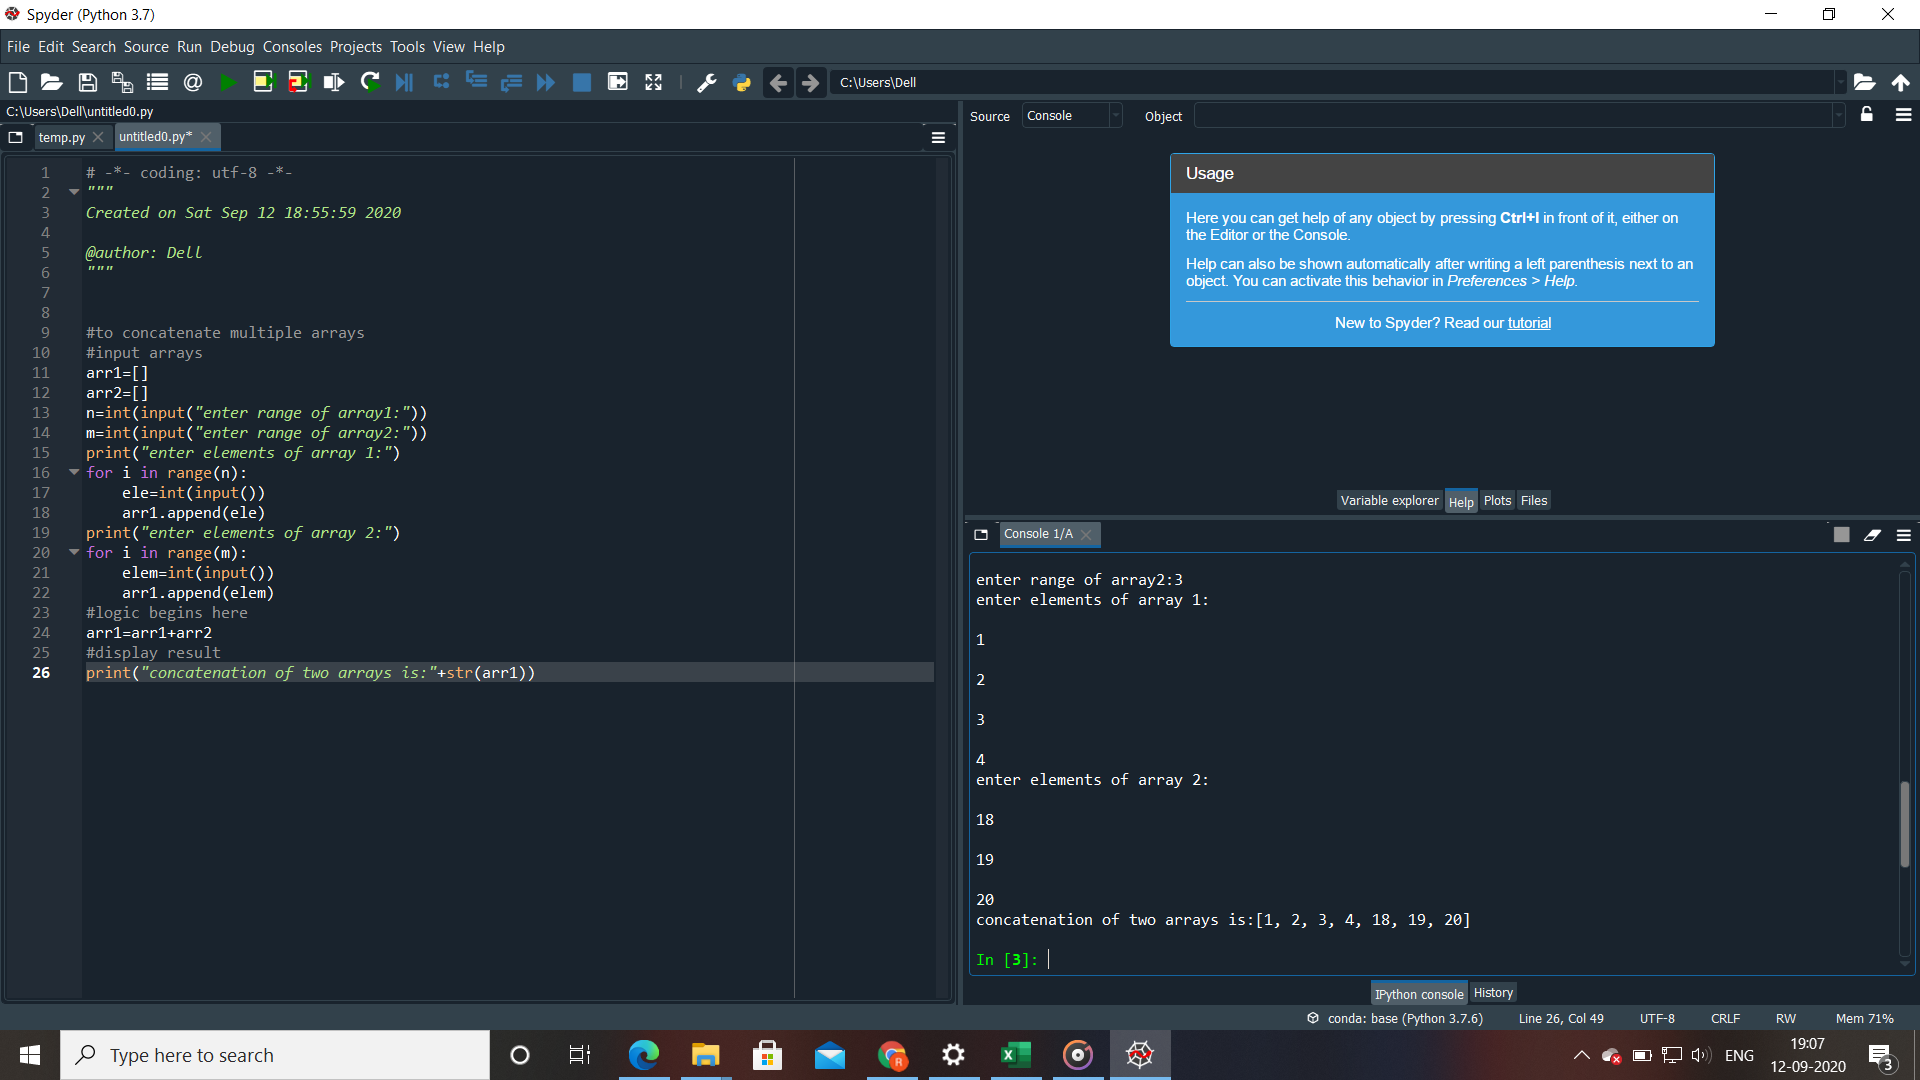 Spyder (Python 3.7)
File Edit Search Source Run Debug Consoles Projects Tools View Help
C:\Users\Dell
C:\Users\Dell\untitled0.py
temp.py
untitled0.py*
1 # -*- coding: utf-8 -*-
2 """
3 Created on Sat Sep 12 18:55:59 2020
4
5 @author: Dell
6 """
7
8
9 #to concatenate multiple arrays
10 #input arrays
11 arr1=[]
12 arr2=[]
13 n=int(input("enter range of array1:"))
14 m=int(input("enter range of array2:"))
15 print("enter elements of array 1:")
16 for i in range(n):
17     ele=int(input())
18     arr1.append(ele)
19 print("enter elements of array 2:")
20 for i in range(m):
21     elem=int(input())
22     arr1.append(elem)
23 #logic begins here
24 arr1=arr1+arr2
25 #display result
26 print("concatenation of two arrays is:"+str(arr1))
Source Console Object
Usage
Here you can get help of any object by pressing Ctrl+I in front of it, either on
the Editor or the Console.
Help can also be shown automatically after writing a left parenthesis next to an
object. You can activate this behavior in Preferences > Help.
New to Spyder? Read our tutorial
Variable explorer Help Plots Files
Console 1/A
enter range of array2:3
enter elements of array 1:
1
2
3
4
enter elements of array 2:
18
19
20
concatenation of two arrays is:[1, 2, 3, 4, 18, 19, 20]
In [3]:
IPython console History
conda: base (Python 3.7.6) Line 26, Col 49 UTF-8 CRLF RW Mem 71%
Type here to search
R
X
ENG
19:07
12-09-2020
3